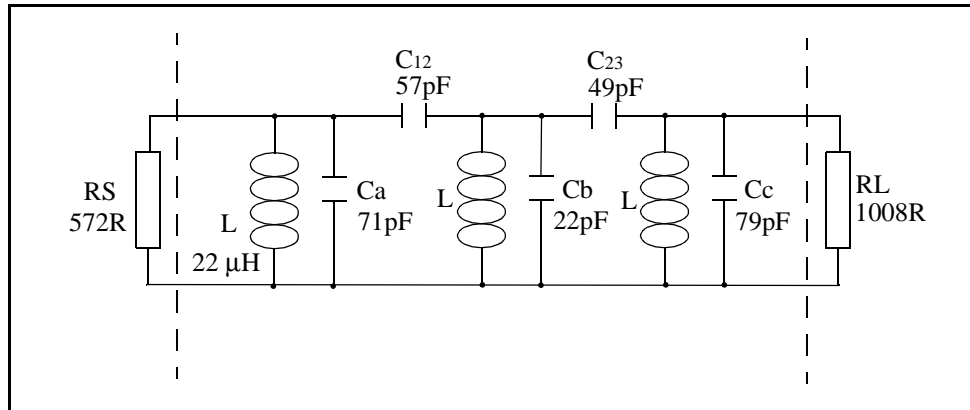 C12
57pF
C23
49pF
RS
572R
L
22 µH
Ca
71pF
L
Cb
22pF
L
Cc
79pF
RL
1008R